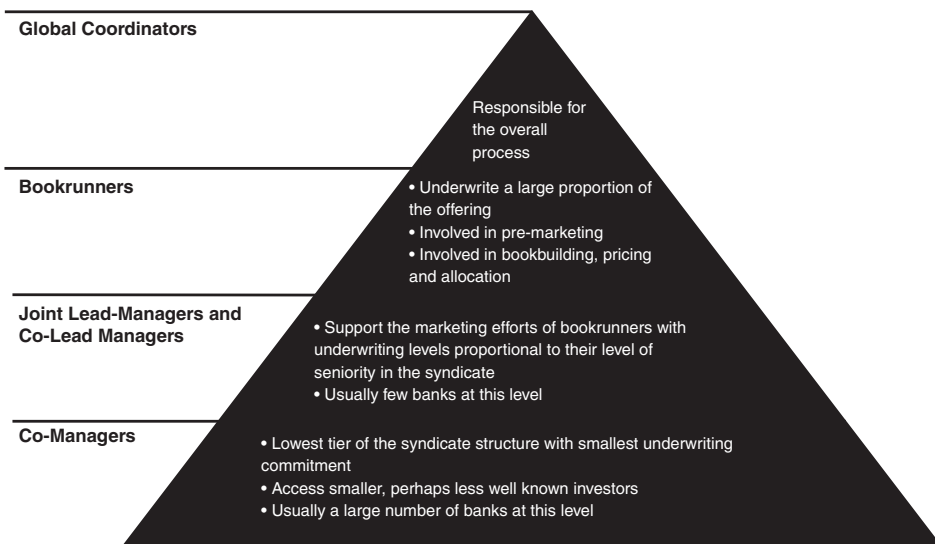 Global Coordinators
Responsible for
the overall
process
Bookrunners
• Underwrite a large proportion of
the offering
• Involved in pre-marketing
• Involved in bookbuilding, pricing
and allocation
Joint Lead-Managers and
Co-Lead Managers
• Support the marketing efforts of bookrunners with
underwriting levels proportional to their level of
seniority in the syndicate
• Usually few banks at this level
Co-Managers
• Lowest tier of the syndicate structure with smallest underwriting
commitment
• Access smaller, perhaps less well known investors
• Usually a large number of banks at this level